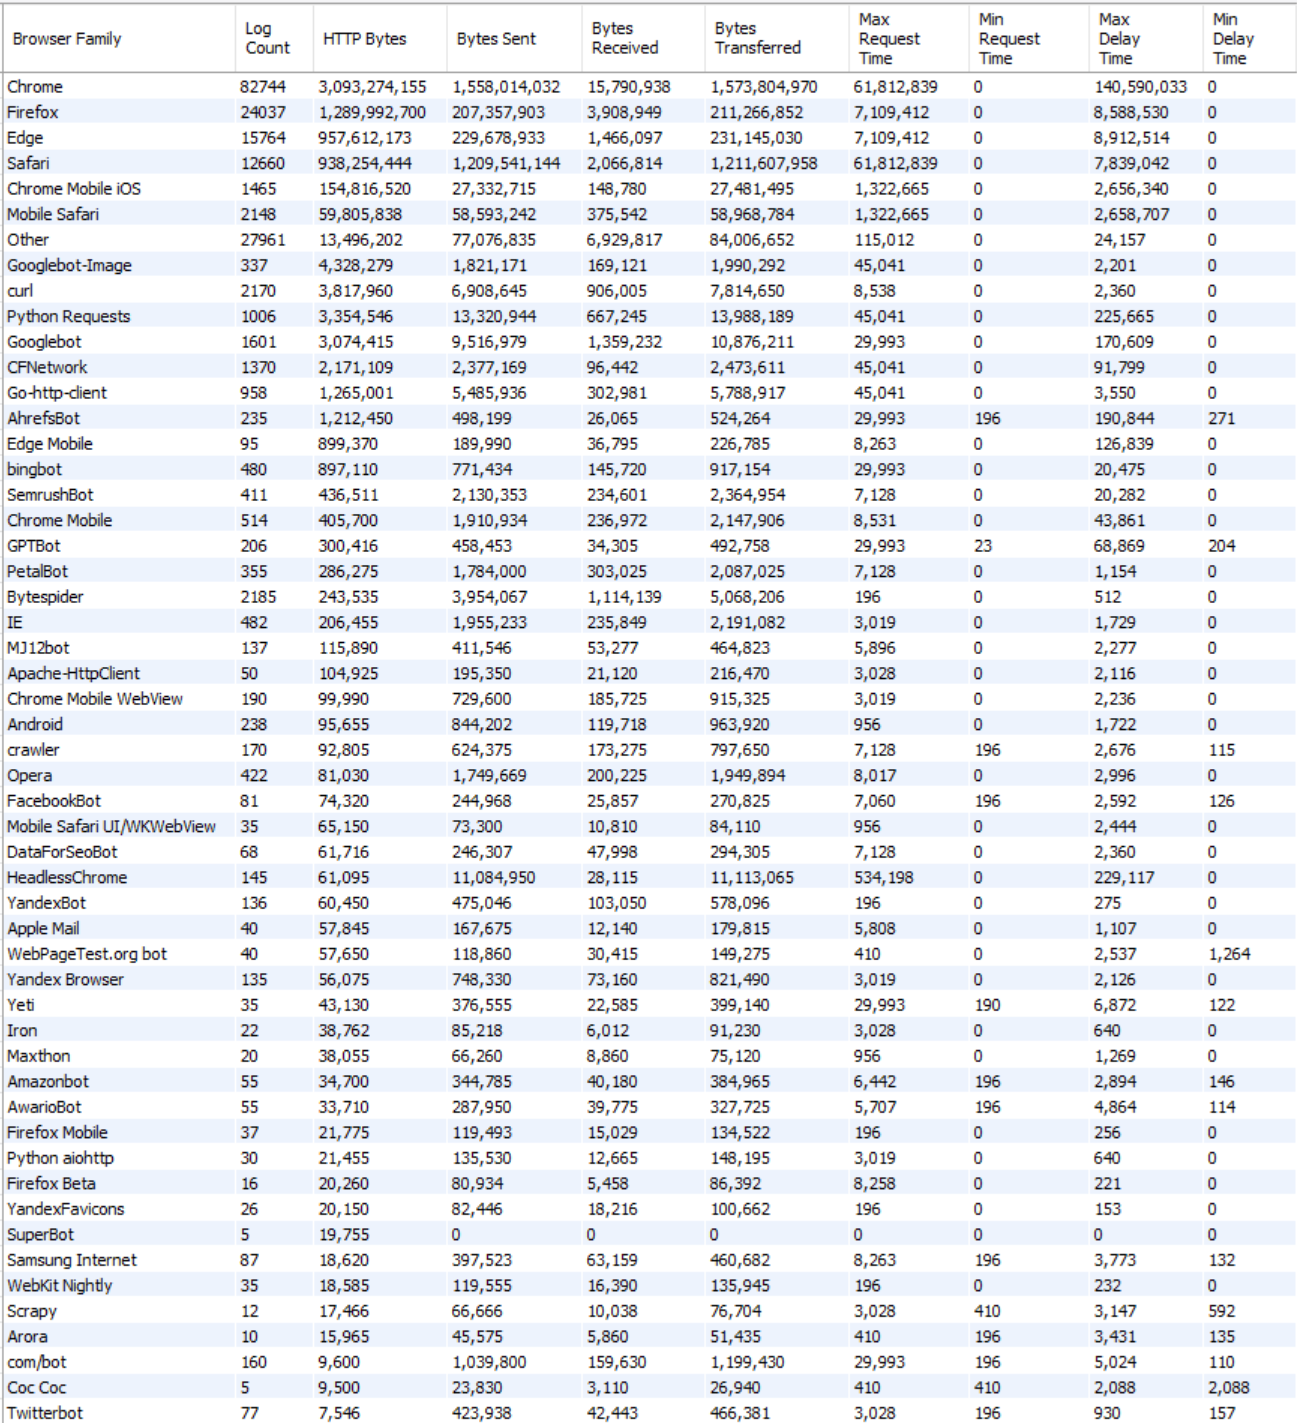 Browser Family	Log Count	HTTP Bytes	Bytes Sent	Bytes Received	Bytes Transferred	Max Request Time	Min Request Time	Max Delay Time	Min Delay Time
Chrome	82744	3,093,274,155	1,558,014,032	15,790,938	1,573,804,970	61,812,839	0	140,590,033	0
Firefox	24037	1,289,992,700	207,357,903	3,908,949	211,266,852	7,109,412	0	8,588,530	0
Edge	15764	957,612,173	229,678,933	1,466,097	231,145,030	7,109,412	0	8,912,514	0
Safari	12660	938,254,444	1,209,541,144	2,066,814	1,211,607,958	61,812,839	0	7,839,042	0
Chrome Mobile iOS	1465	154,816,520	27,332,715	148,780	27,481,495	1,322,665	0	2,656,340	0
Mobile Safari	2148	59,805,838	58,593,242	375,542	58,968,784	1,322,665	0	2,658,707	0
Other	27961	13,496,202	77,076,835	6,929,817	84,006,652	115,012	0	24,157	0
Googlebot-Image	337	4,328,279	1,821,171	169,121	1,990,292	45,041	0	2,201	0
curl	2170	3,817,960	6,908,645	906,005	7,814,650	8,538	0	2,360	0
Python Requests	1006	3,354,546	13,320,944	667,245	13,988,189	45,041	0	225,665	0
Googlebot	1601	3,074,415	9,516,979	1,359,232	10,876,211	29,993	0	170,609	0
CFNetwork	1370	2,171,109	2,377,169	96,442	2,473,611	45,041	0	91,799	0
Go-http-client	958	1,265,001	5,485,936	302,981	5,788,917	45,041	0	3,550	0
AhrefsBot	235	1,212,450	498,199	26,065	524,264	29,993	196	190,844	271
Edge Mobile	95	899,370	189,990	36,795	226,785	8,263	0	126,839	0
bingbot	480	897,110	771,434	145,720	917,154	29,993	0	20,475	0
SemrushBot	411	436,511	2,130,353	234,601	2,364,954	7,128	0	20,282	0
Chrome Mobile	514	405,700	1,910,934	236,972	2,147,906	8,531	0	43,861	0
GPTBot	206	300,416	458,453	34,305	492,758	29,993	23	68,869	204
PetalBot	355	286,275	1,784,000	303,025	2,087,025	7,128	0	1,154	0
Bytespider	2185	243,535	3,954,067	1,114,139	5,068,206	196	0	512	0
IE	482	206,455	1,955,233	235,849	2,191,082	3,019	0	1,729	0
MJ12bot	137	115,890	411,546	53,277	464,823	5,896	0	2,277	0
Apache-HttpClient	50	104,925	195,350	21,120	216,470	3,028	0	2,116	0
Chrome Mobile WebView	190	99,990	729,600	185,725	915,325	3,019	0	2,236	0
Android	238	95,655	844,202	119,718	963,920	956	0	1,722	0
crawler	170	92,805	624,375	173,275	797,650	7,128	196	2,676	115
Opera	422	81,030	1,749,669	200,225	1,949,894	8,017	0	2,996	0
FacebookBot	81	74,320	244,968	25,857	270,825	7,060	196	2,592	126
Mobile Safari UI/WKWebView	35	65,150	73,300	10,810	84,110	956	0	2,444	0
DataForSeoBot	68	61,716	246,307	47,998	294,305	7,128	0	2,360	0
HeadlessChrome	145	61,095	11,084,950	28,115	11,113,065	534,198	0	229,117	0
YandexBot	136	60,450	475,046	103,050	578,096	196	0	275	0
Apple Mail	40	57,845	167,675	12,140	179,815	5,808	0	1,107	0
WebPageTest.org bot	40	57,650	118,860	30,415	149,275	410	0	2,537	1,264
Yandex Browser	135	56,075	748,330	73,160	821,490	3,019	0	2,126	0
Yeti	35	43,130	376,555	22,585	399,140	29,993	190	6,872	122
Iron	22	38,762	85,218	6,012	91,230	3,028	0	640	0
Maxthon	20	38,055	66,260	8,860	75,120	956	0	1,269	0
Amazonbot	55	34,700	344,785	40,180	384,965	6,442	196	2,894	146
AwarioBot	55	33,710	287,950	39,775	327,725	5,707	196	4,864	114
Firefox Mobile	37	21,775	119,493	15,029	134,522	196	0	256	0
Python aiohttp	30	21,455	135,530	12,665	148,195	3,019	0	640	0
Firefox Beta	16	20,260	80,934	5,458	86,392	8,258	0	221	0
YandexFavicons	26	20,150	82,446	18,216	100,662	196	0	153	0
SuperBot	5	19,755	0	0	0	0	0	0	0
Samsung Internet	87	18,620	397,523	63,159	460,682	8,263	196	3,773	132
WebKit Nightly	35	18,585	119,555	16,390	135,945	196	0	232	0
Scrapy	12	17,466	66,666	10,038	76,704	3,028	410	3,147	592
Arora	10	15,965	45,575	5,860	51,435	410	196	3,431	135
com/bot	160	9,600	1,039,800	159,630	1,199,430	29,993	196	5,024	110
Coc Coc	5	9,500	23,830	3,110	26,940	410	410	2,088	2,088
Twitterbot	77	7,546	423,938	42,443	466,381	3,028	196	930	157